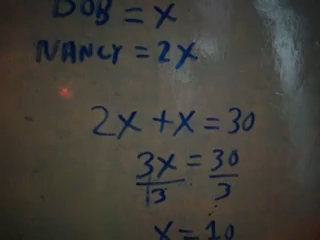 BOB = X
NANCY = 2X
2X + X = 30
3X = 30
3 3
X = 10